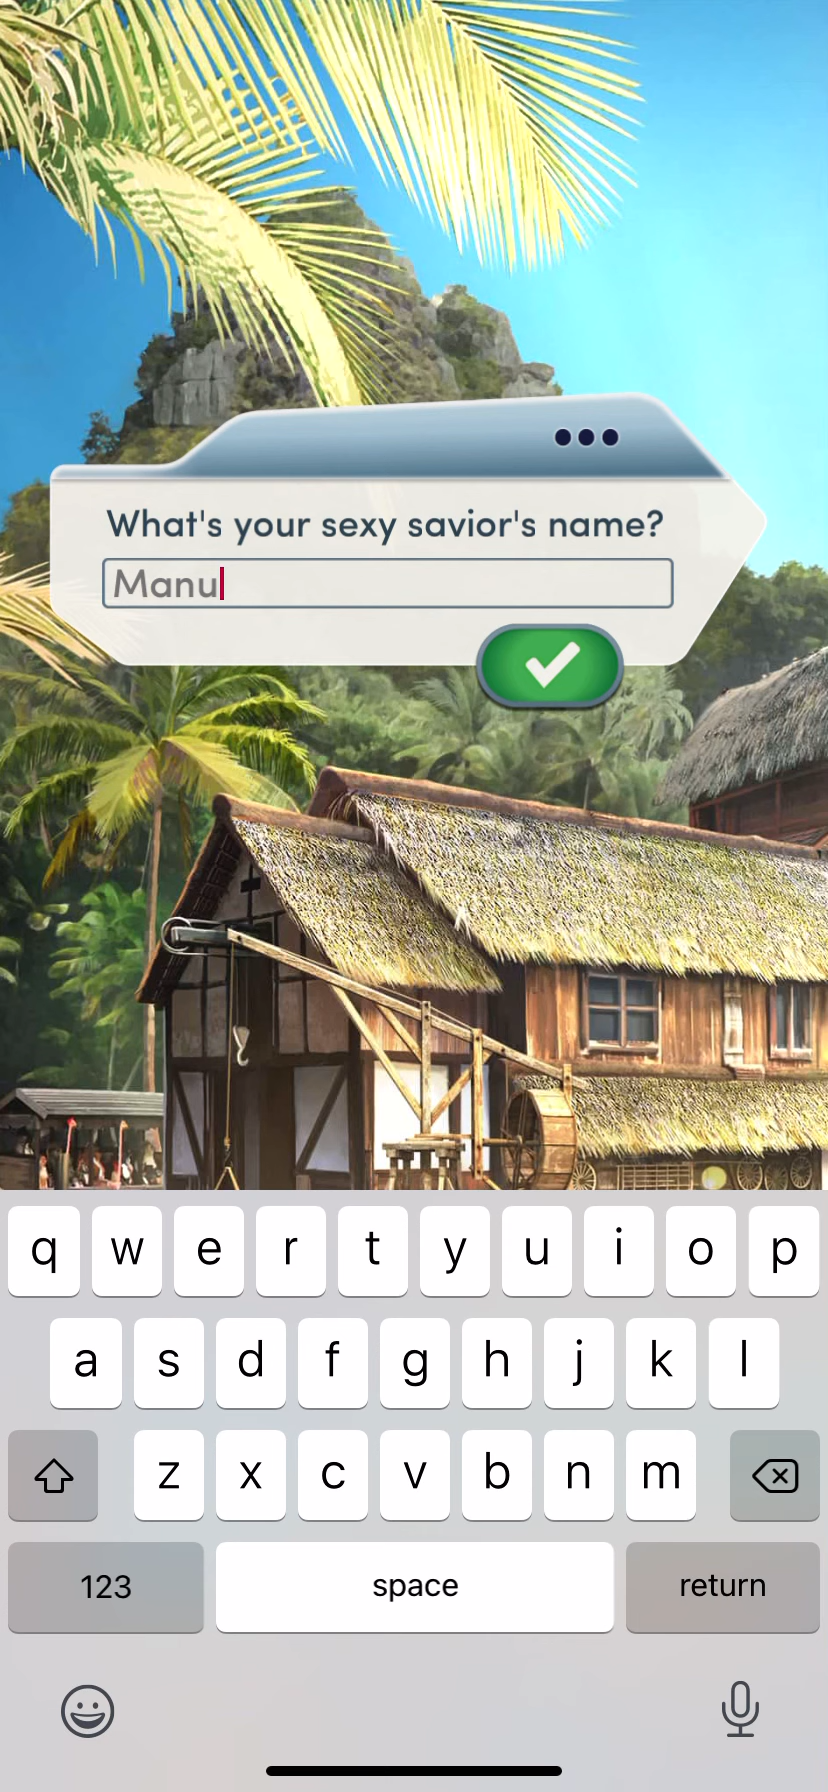 What's your sexy savior's name?
Manu
q w e r t y u i o p
a s d f g h j k l
z x c v b n m
123 space return